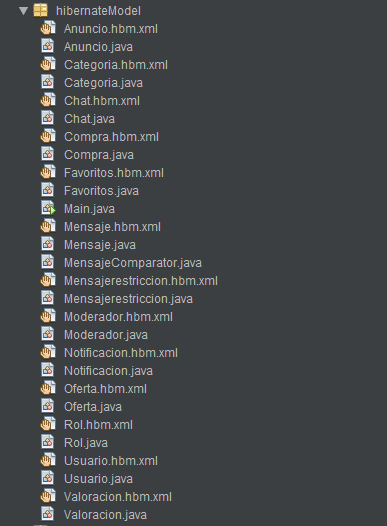 hibernateModel
Anuncio.hbm.xml
Anuncio.java
Categoria.hbm.xml
Categoria.java
Chat.hbm.xml
Chat.java
Compra.hbm.xml
Compra.java
Favoritos.hbm.xml
Favoritos.java
Main.java
Mensaje.hbm.xml
Mensaje.java
MensajeComparator.java
Mensajerestriccion.hbm.xml
Mensajerestriccion.java
Moderador.hbm.xml
Moderador.java
Notificacion.hbm.xml
Notificacion.java
Oferta.hbm.xml
Oferta.java
Rol.hbm.xml
Rol.java
Usuario.hbm.xml
Usuario.java
Valoracion.hbm.xml
Valoracion.java